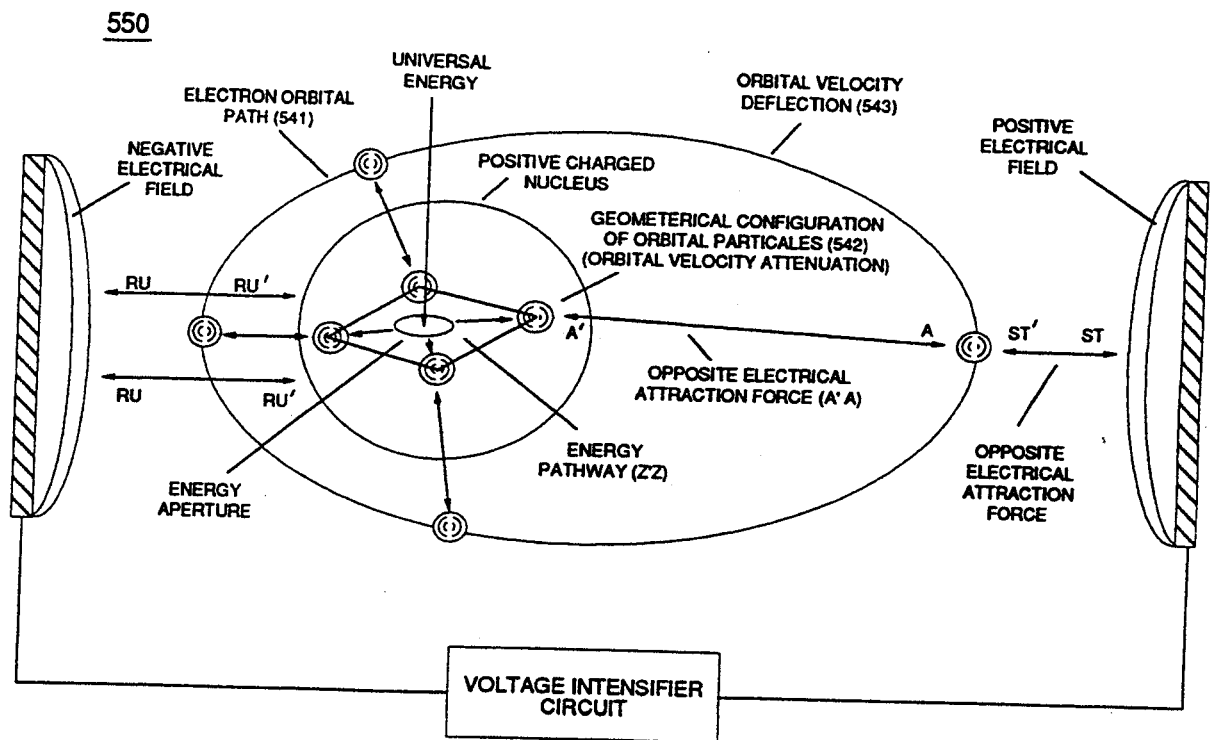 550
UNIVERSAL
ENERGY
ELECTRON ORBITAL
PATH (541)
ORBITAL VELOCITY
DEFLECTION (543)
NEGATIVE
ELECTRICAL
FIELD
POSITIVE
ELECTRICAL
FIELD
POSITIVE CHARGED
NUCLEUS
GEOMETERICAL CONFIGURATION
OF ORBITAL PARTICALES (542)
(ORBITAL VELOCITY ATTENUATION)
RU
RU'
A'
A
ST'
ST
RU
RU'
OPPOSITE ELECTRICAL
ATTRACTION FORCE (A' A)
ENERGY
PATHWAY (Z'Z)
ENERGY
APERTURE
OPPOSITE
ELECTRICAL
ATTRACTION
FORCE
VOLTAGE INTENSIFIER
CIRCUIT